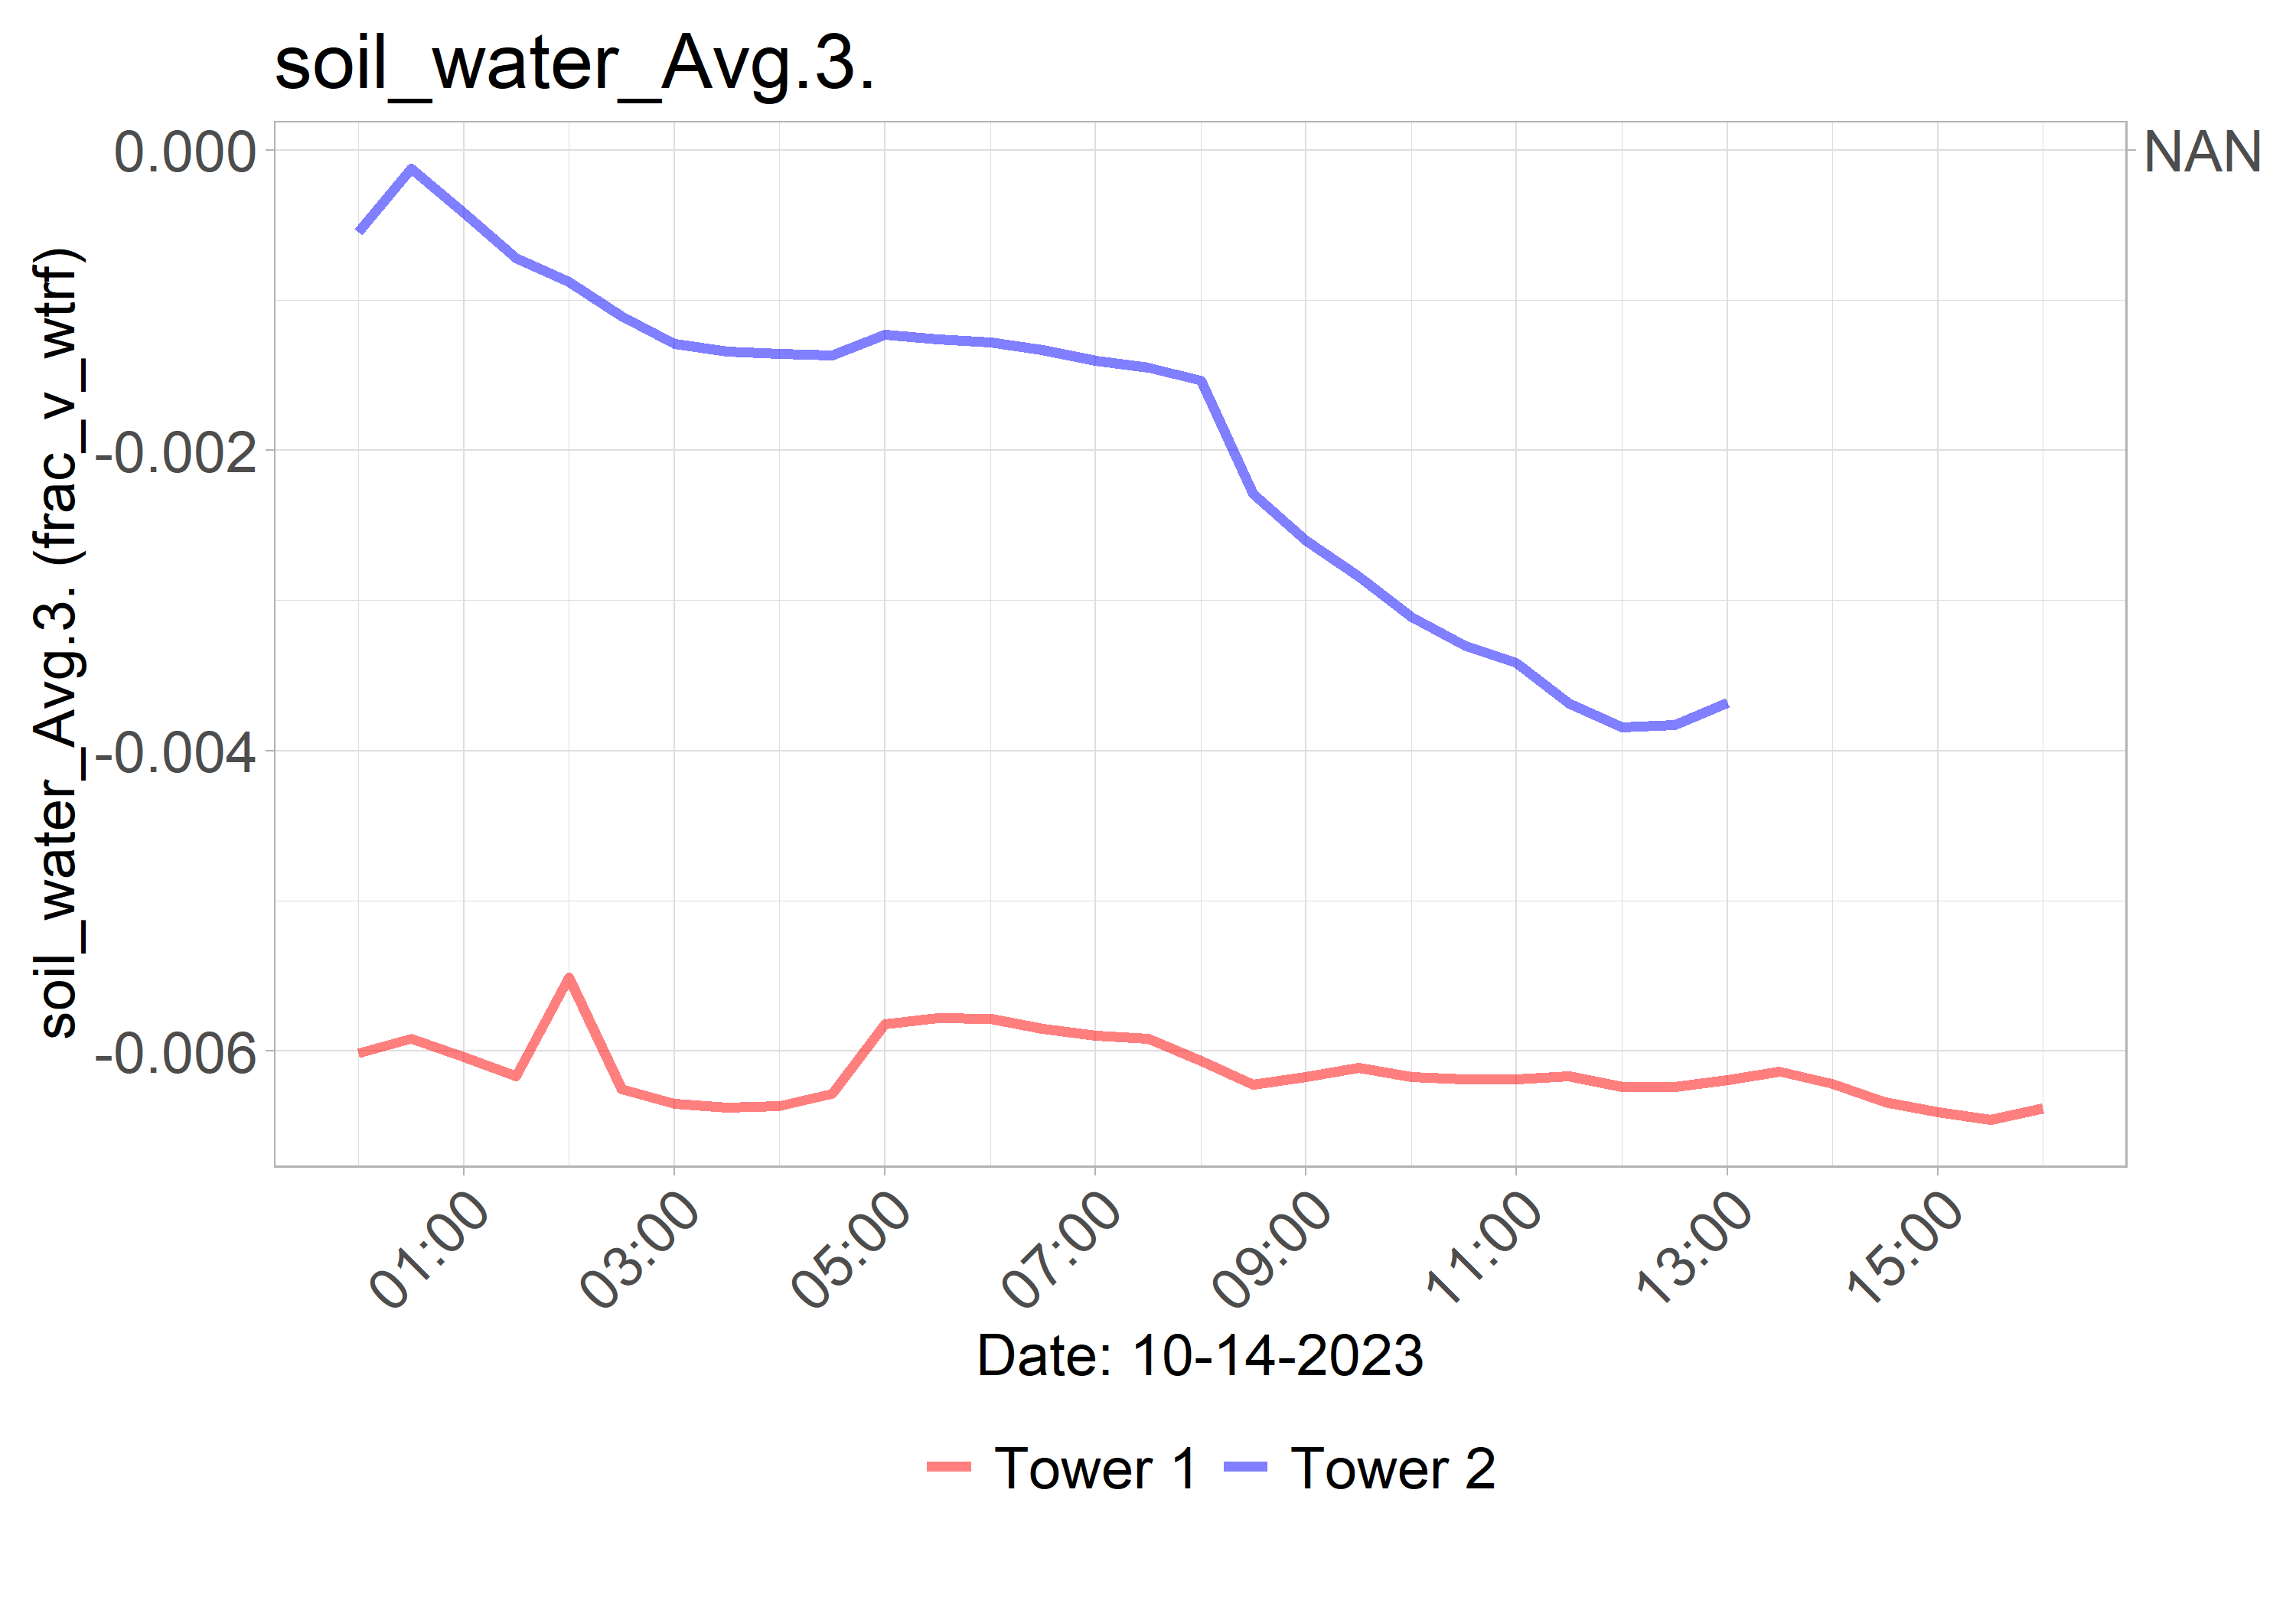 soil_water_Avg.3.
0.000
NAN
-0.002
-0.004
-0.006
soil_water_Avg.3. (frac_v_wtrf)
01:00
03:00
05:00
07:00
09:00
11:00
13:00
15:00
Date: 10-14-2023
Tower 1
Tower 2